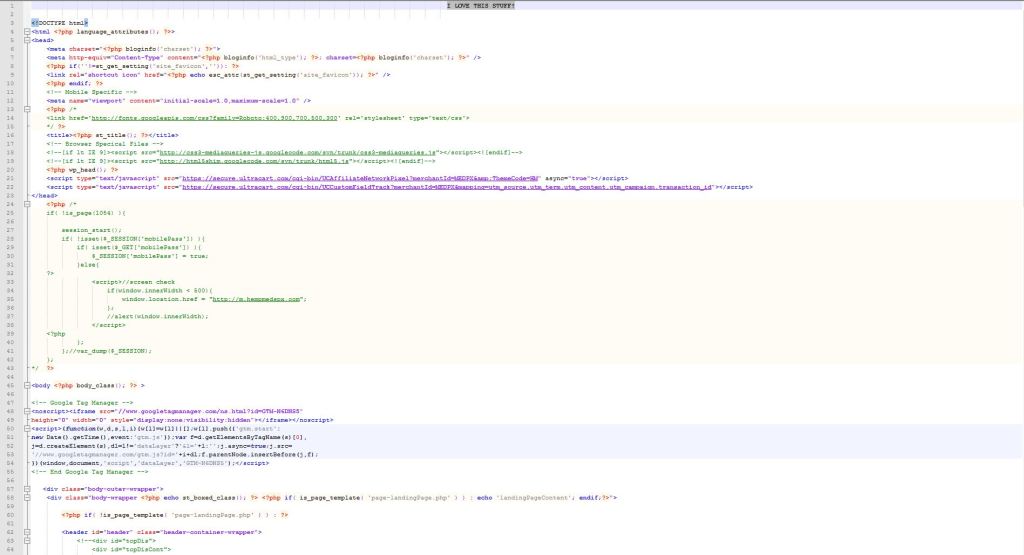 1 I LOVE THIS STUFF!
2
3 <!DOCTYPE html>
4 <html <?php language_attributes(); ?>>
5 <head>
6 <meta charset="<?php bloginfo('charset'); ?>">
7 <meta http-equiv="Content-Type" content="<?php bloginfo('html_type'); ?>; charset=<?php bloginfo('charset'); ?>" />
8 <?php if(''!=st_get_setting('site_favicon','')): ?>
9 <link rel="shortcut icon" href="<?php echo esc_attr(st_get_setting('site_favicon')); ?>" />
10 <?php endif; ?>
11 <!-- Mobile Specific -->
12 <meta name="viewport" content="initial-scale=1.0,maximum-scale=1.0" />
13 <?php /*
14 <link href='http://fonts.googleapis.com/css?family=Roboto:400,900,700,500,300' rel='stylesheet' type='text/css'>
15 */ ?>
16 <title><?php st_title(); ?></title>
17 <!-- Browser Specical Files -->
18 <!--[if lt IE 9]><script src="http://css3-mediaqueries-js.googlecode.com/svn/trunk/css3-mediaqueries.js"></script><![endif]-->
19 <!--[if lt IE 9]><script src="http://html5shim.googlecode.com/svn/trunk/html5.js"></script><![endif]-->
20 <?php wp_head(); ?>
21 <script type="text/javascript" src="https://secure.ultracart.com/cgi-bin/UCAffiliateNetworkPixel?merchantId=MEDPX&amp;ThemeCode=HM" async="true"></script>
22 <script type="text/javascript" src="https://secure.ultracart.com/cgi-bin/UCCustomFieldTrack?merchantId=MEDPX&mapping=utm_source,utm_term,utm_content,utm_campaign,transaction_id"></script>
23 </head>
24 <?php /*
25 if( !is_page(1054) ){
26
27 session_start();
28 if( !isset($_SESSION['mobilePass']) ){
29 if( isset($_GET['mobilePass']) ){
30 $_SESSION['mobilePass'] = true;
31 }else{
32 ?>
33 <script>//screen check
34 if(window.innerWidth < 500){
35 window.location.href = "http://m.hempmedspx.com";
36 };
37 //alert(window.innerWidth);
38 </script>
39 <?php
40 };
41 };//var_dump($_SESSION);
42 };
43 */ ?>
44
45 <body <?php body_class(); ?> >
46
47 <!-- Google Tag Manager -->
48 <noscript><iframe src="//www.googletagmanager.com/ns.html?id=GTM-N6DNS5"
49 height="0" width="0" style="display:none;visibility:hidden"></iframe></noscript>
50 <script>(function(w,d,s,l,i){w[l]=w[l]||[];w[l].push({'gtm.start':
51 new Date().getTime(),event:'gtm.js'});var f=d.getElementsByTagName(s)[0],
52 j=d.createElement(s),dl=l!='dataLayer'?'&l='+l:'';j.async=true;j.src=
53 '//www.googletagmanager.com/gtm.js?id='+i+dl;f.parentNode.insertBefore(j,f);
54 })(window,document,'script','dataLayer','GTM-N6DNS5');</script>
55 <!-- End Google Tag Manager -->
56
57 <div class="body-outer-wrapper">
58 <div class="body-wrapper <?php echo st_boxed_class(); ?> <?php if( is_page_template( 'page-landingPage.php' ) ) : echo 'landingPageContent'; endif;?>">
59
60 <?php if( !is_page_template( 'page-landingPage.php' ) ) : ?>
61
62 <header id="header" class="header-container-wrapper">
63 <!--<div id="topDis">
64 <div id="topDisCont">